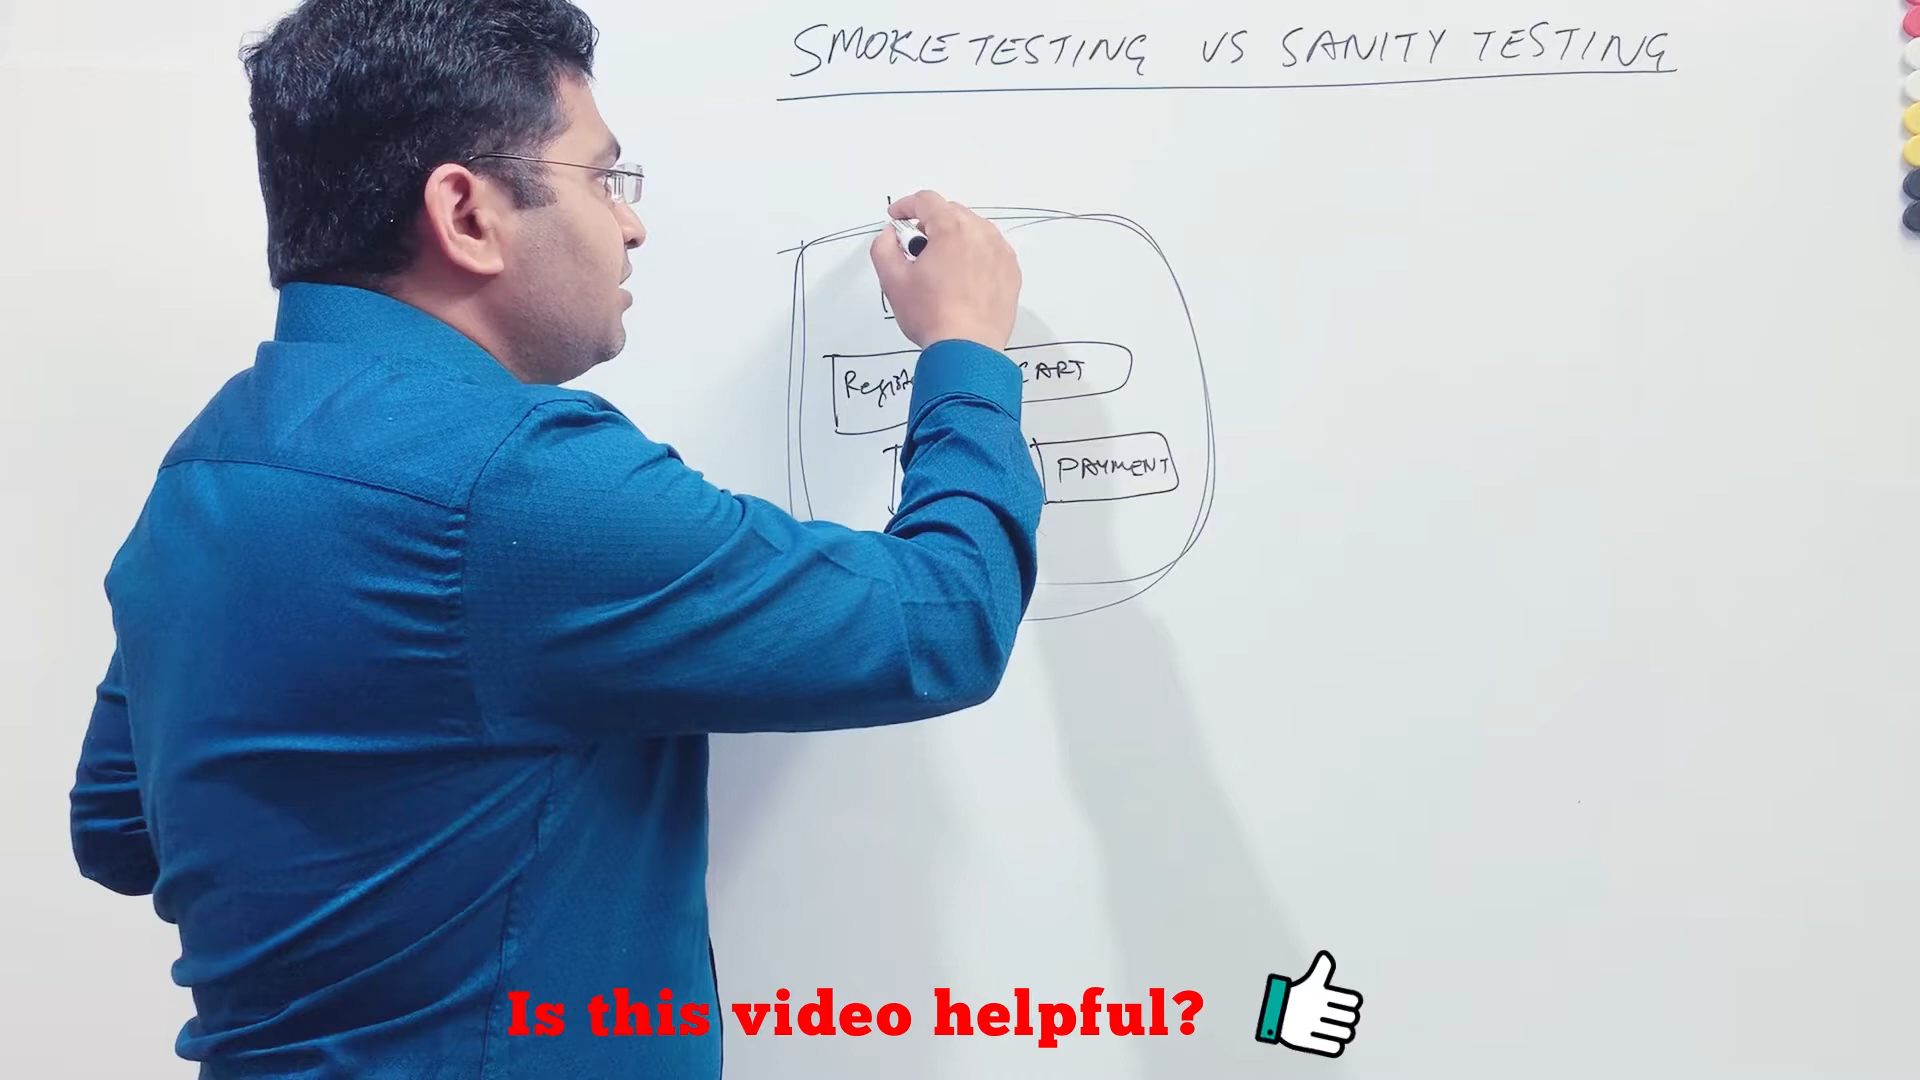 SMOKE TESTING VS SANITY TESTING
CART
PAYMENT
Is this video helpful?